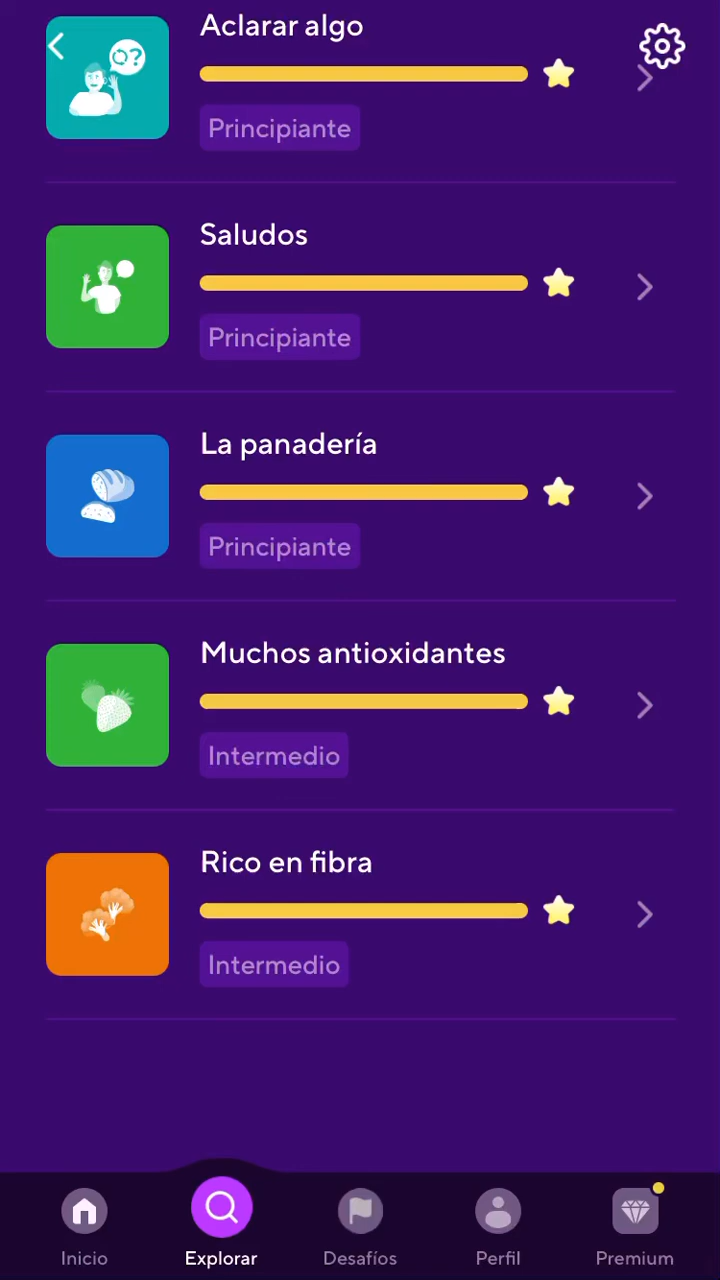 Aclarar algo
?
Principiante
Saludos
Principiante
La panadería
Principiante
Muchos antioxidantes
Intermedio
Rico en fibra
Intermedio
Inicio
Explorar
Desafíos
Perfil
Premium